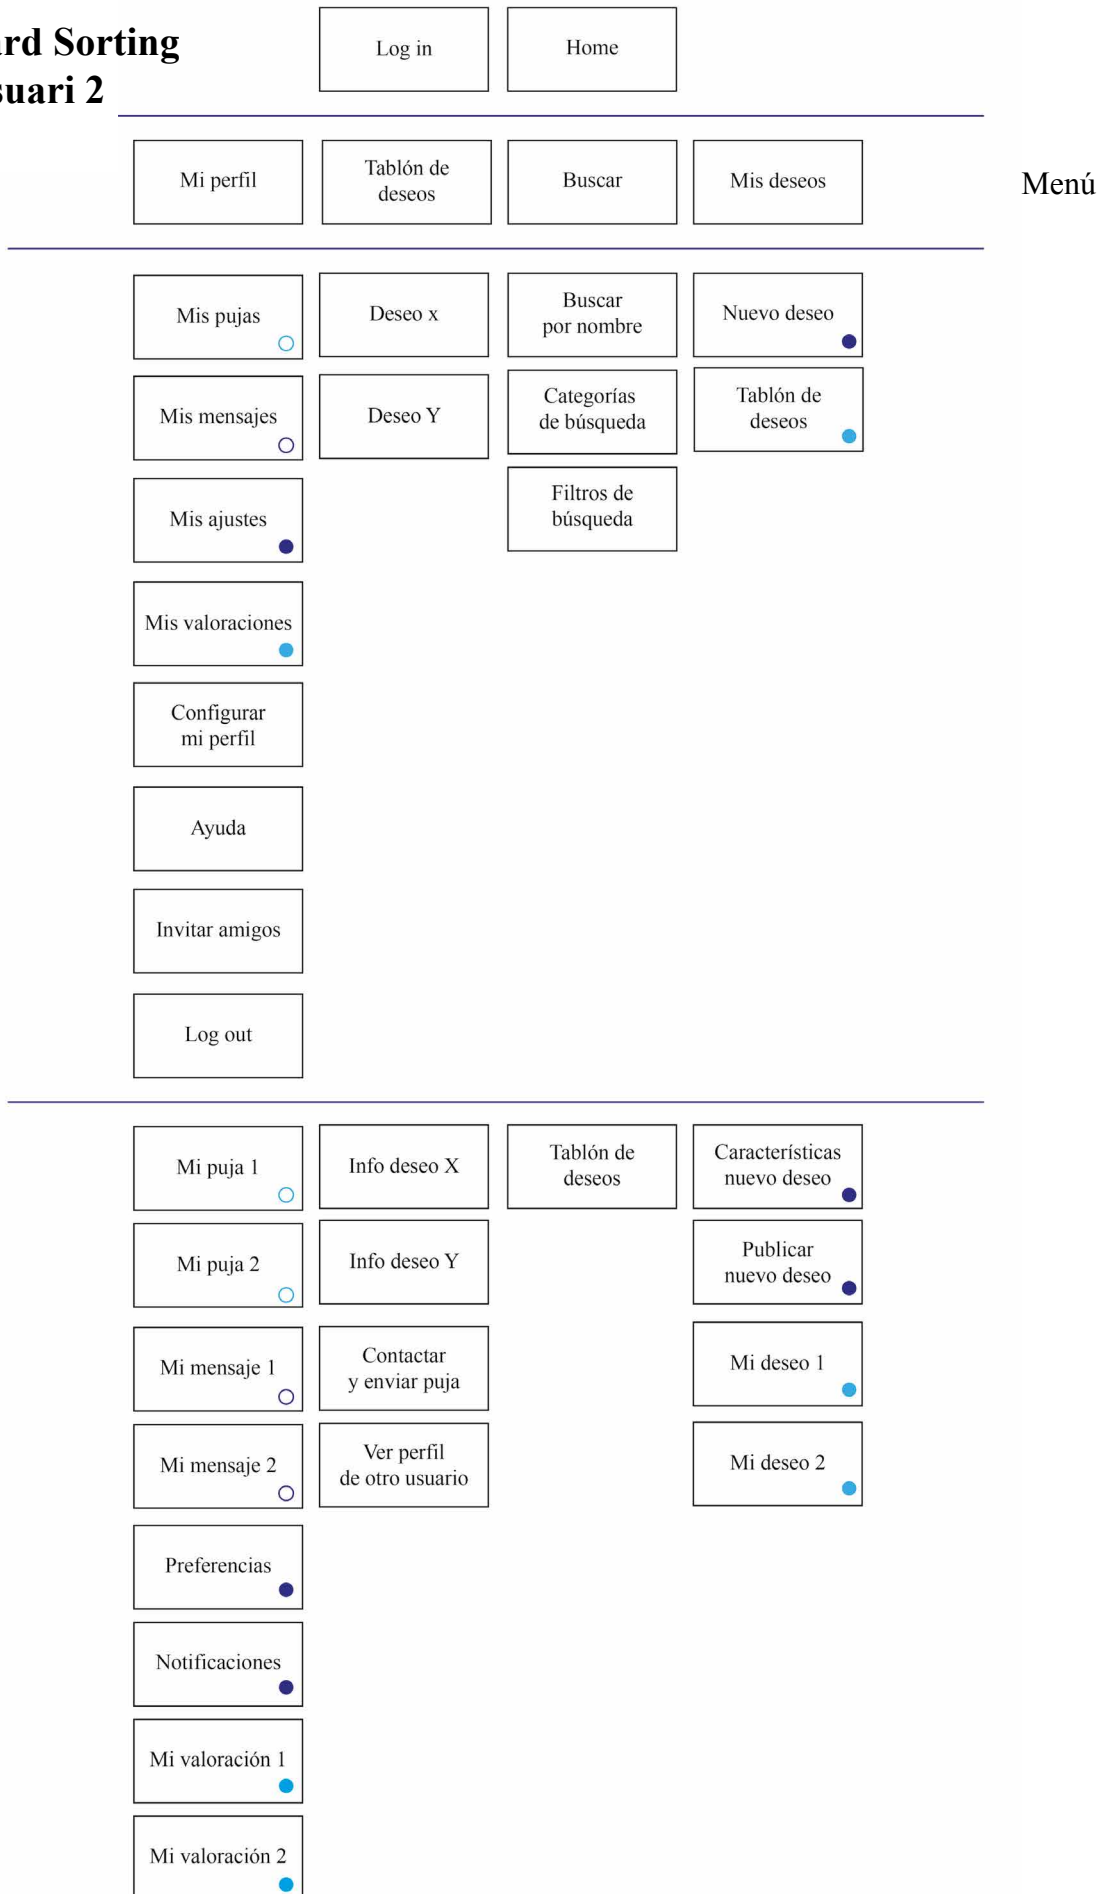 ard Sorting
suari 2
Log in
Home
Mi perfil
Tablón de
deseos
Buscar
Mis deseos
Menú
Mis pujas
Deseo x
Buscar
por nombre
Nuevo deseo
Mis mensajes
Deseo Y
Categorías
de búsqueda
Tablón de
deseos
Mis ajustes
Filtros de
búsqueda
Mis valoraciones
Configurar
mi perfil
Ayuda
Invitar amigos
Log out
Mi puja 1
Info deseo X
Tablón de
deseos
Características
nuevo deseo
Mi puja 2
Info deseo Y
Publicar
nuevo deseo
Mi mensaje 1
Contactar
y enviar puja
Mi deseo 1
Mi mensaje 2
Ver perfil
de otro usuario
Mi deseo 2
Preferencias
Notificaciones
Mi valoración 1
Mi valoración 2